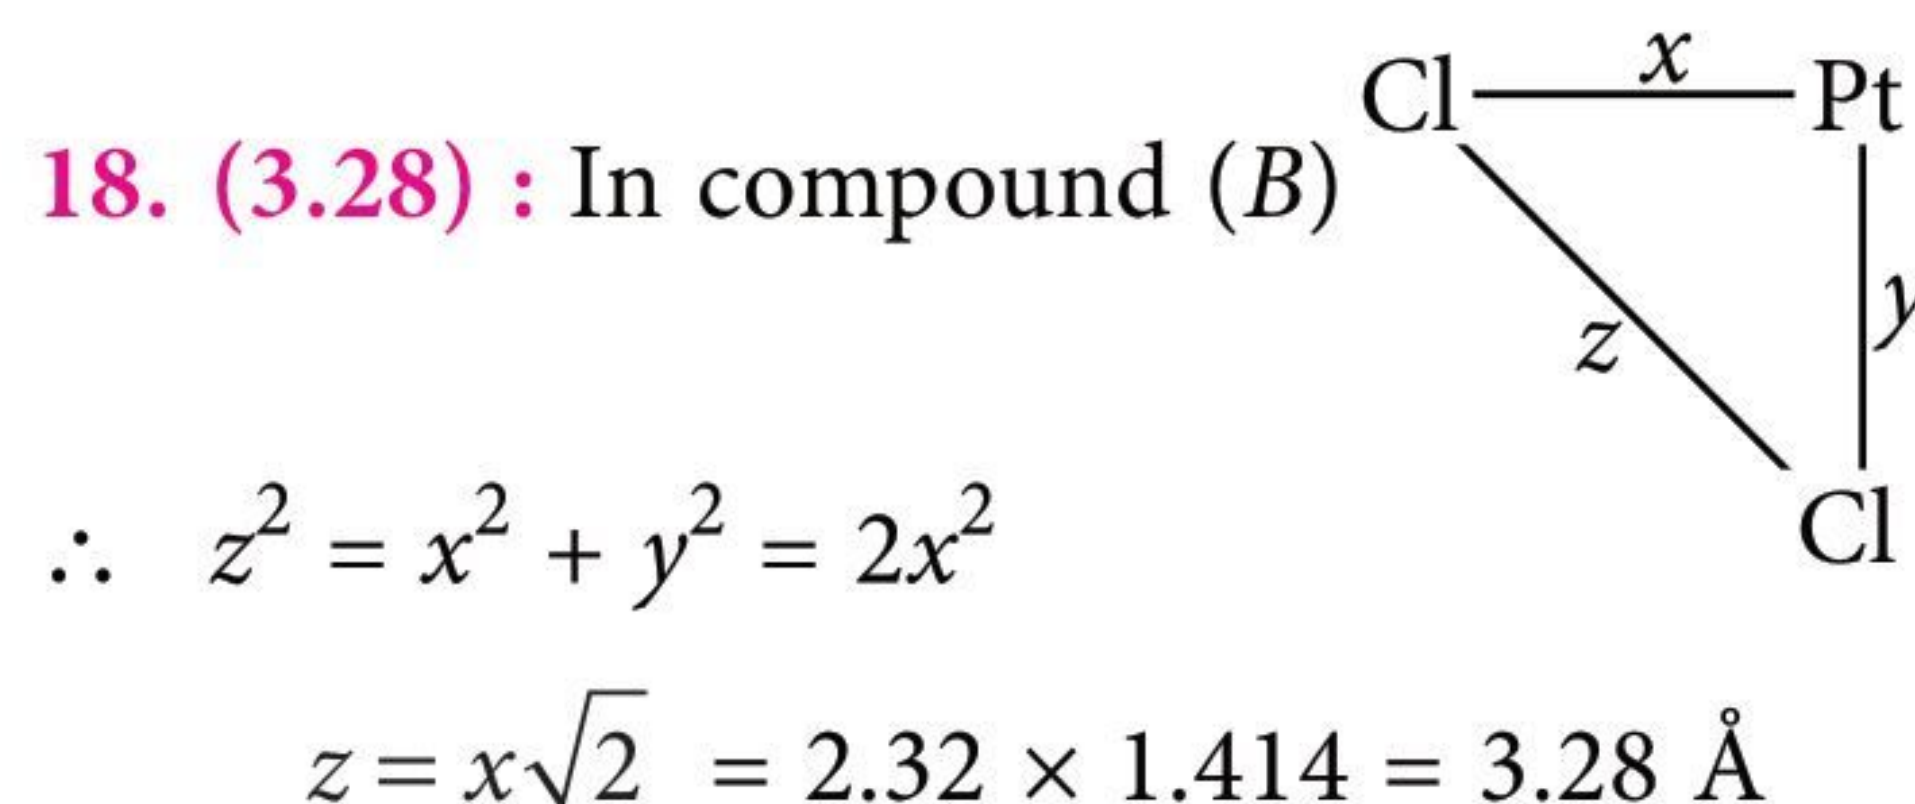 Cl x Pt
18. (3.28) : In compound (B)
y
z
Cl
∴ z² = x² + y² = 2x²
z = x√2 = 2.32 × 1.414 = 3.28 Å